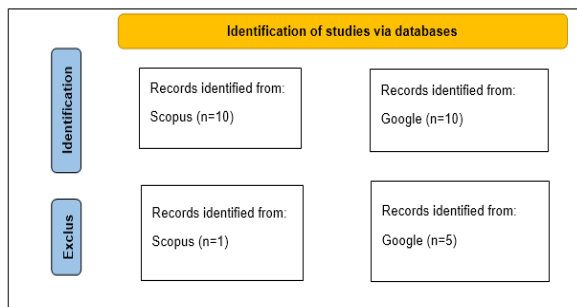 Identification of studies via databases
Identification
Records identified from:
Scopus (n=10)
Records identified from:
Google (n=10)
Exclus
Records identified from:
Scopus (n=1)
Records identified from:
Google (n=5)